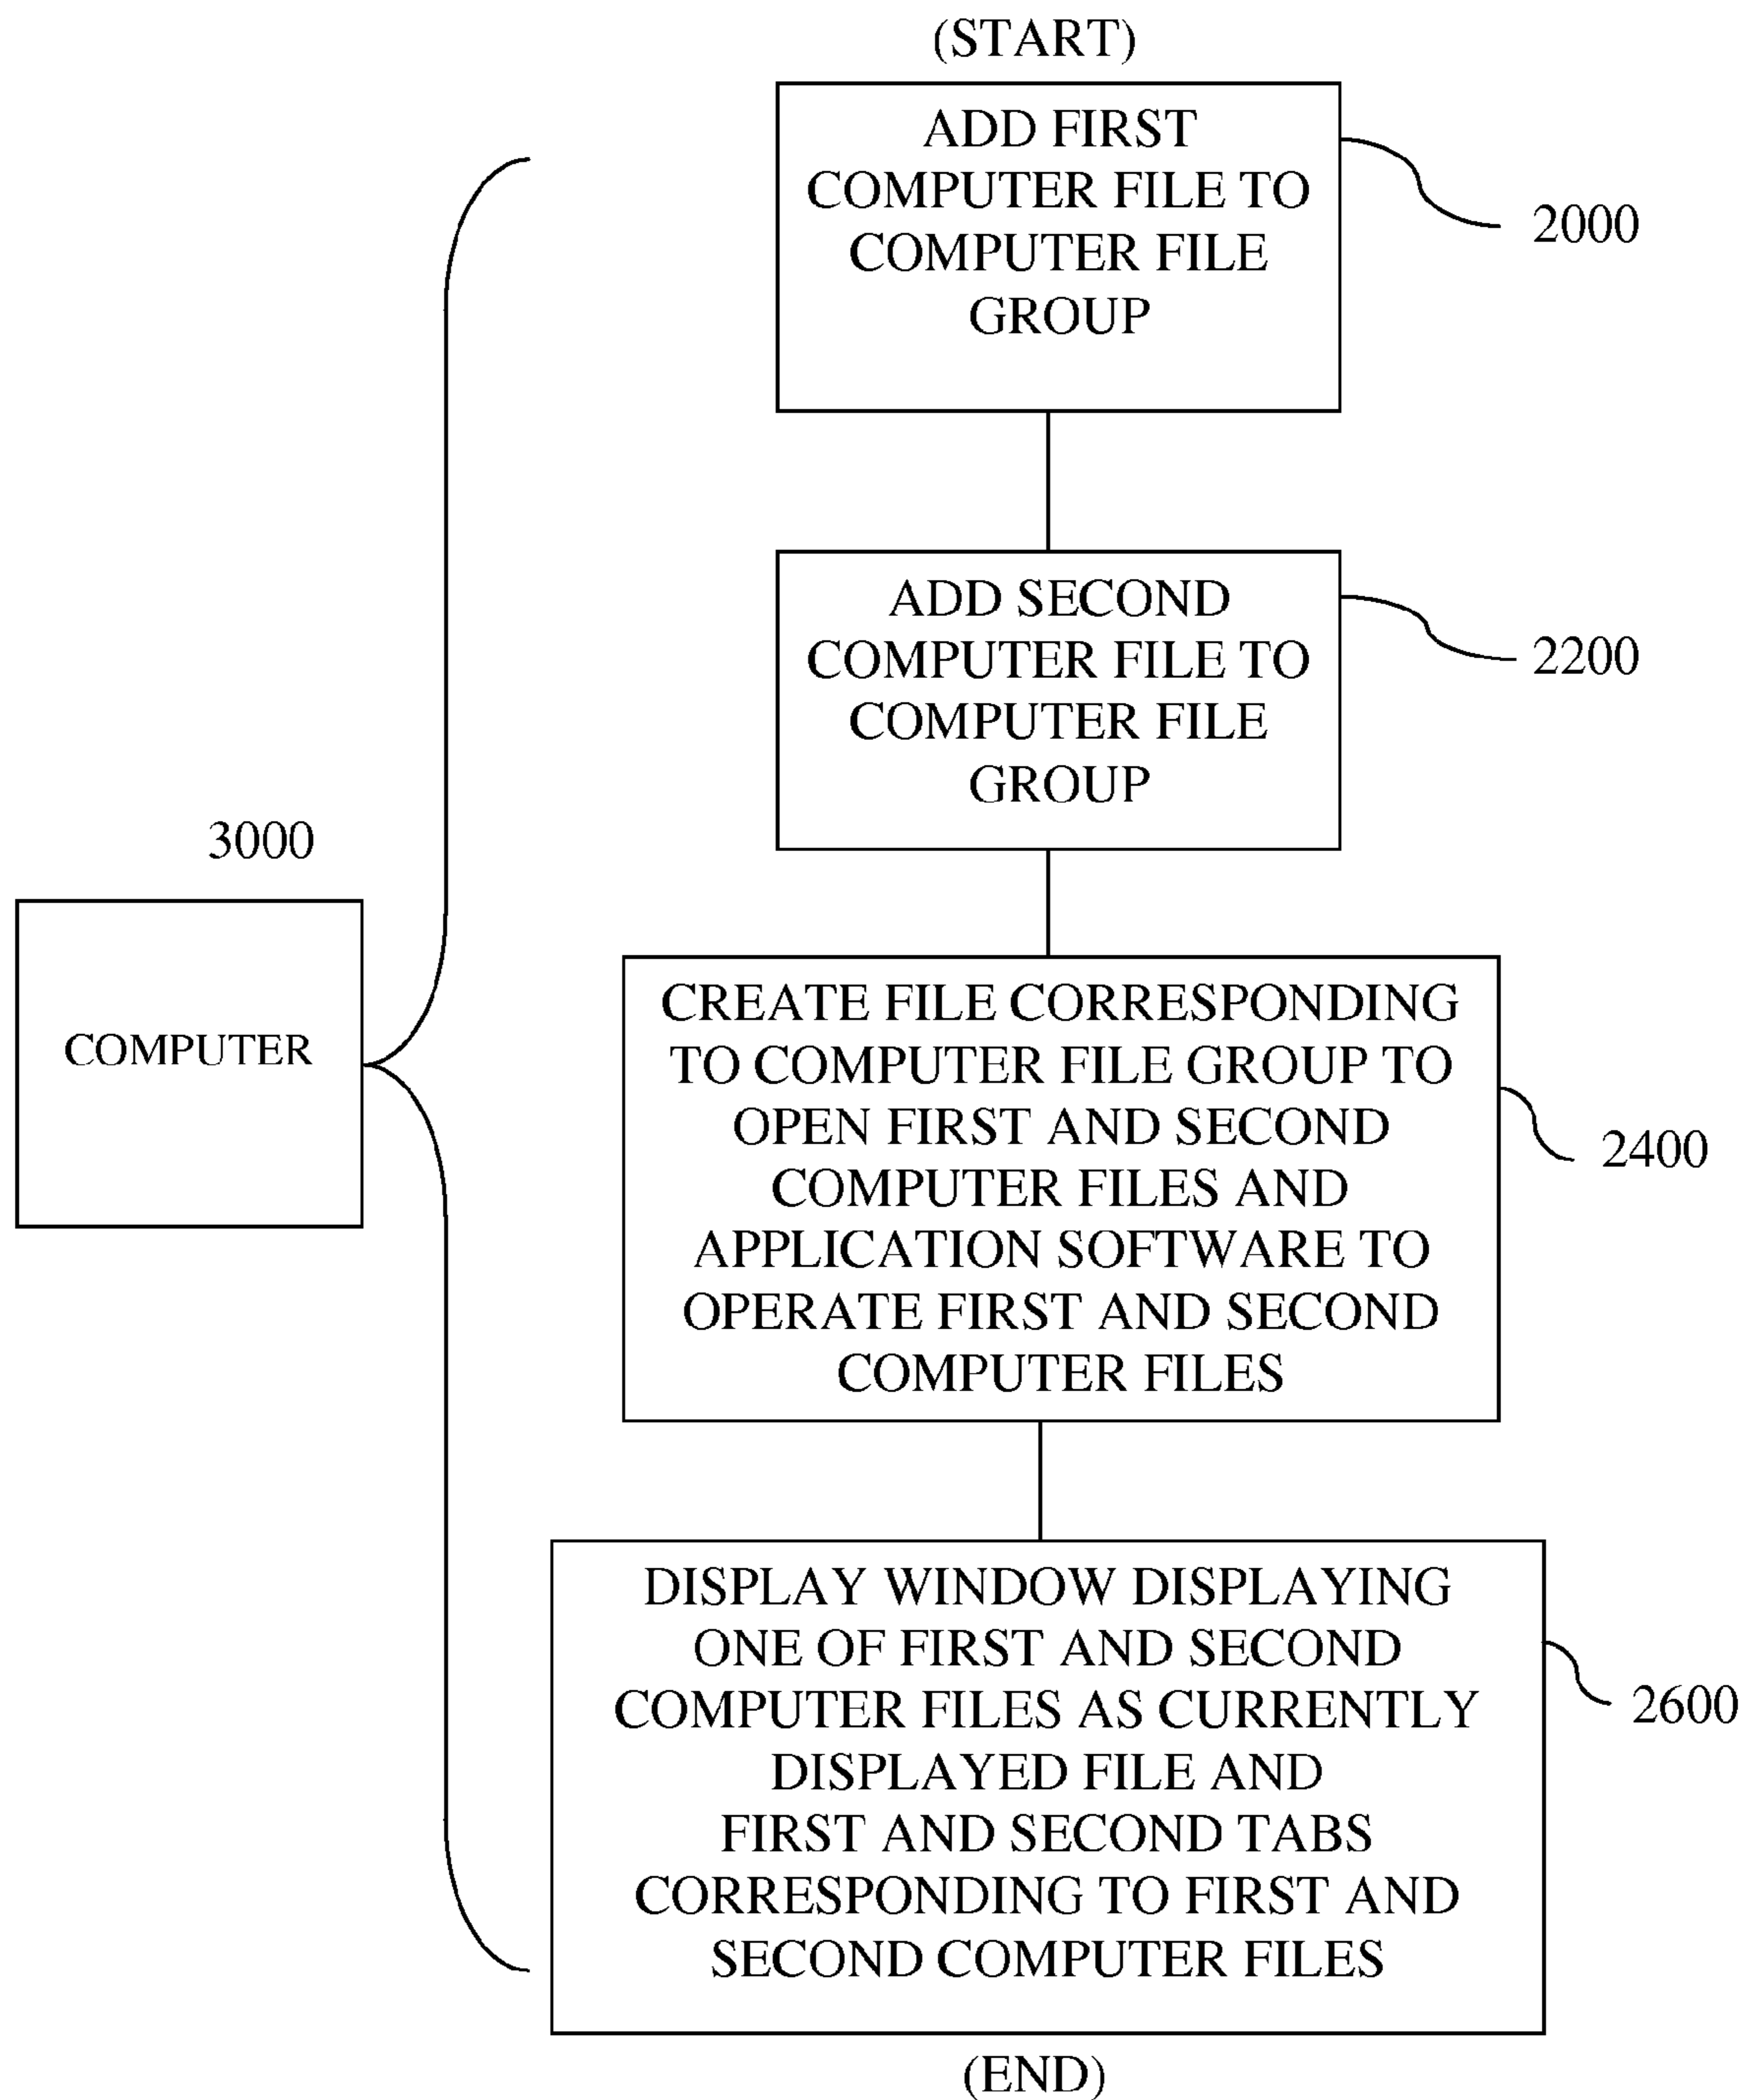 (START)
ADD FIRST
COMPUTER FILE TO
COMPUTER FILE
GROUP
2000
ADD SECOND
COMPUTER FILE TO
COMPUTER FILE
GROUP
2200
3000
COMPUTER
CREATE FILE CORRESPONDING
TO COMPUTER FILE GROUP TO
OPEN FIRST AND SECOND
COMPUTER FILES AND
APPLICATION SOFTWARE TO
OPERATE FIRST AND SECOND
COMPUTER FILES
2400
DISPLAY WINDOW DISPLAYING
ONE OF FIRST AND SECOND
COMPUTER FILES AS CURRENTLY
DISPLAYED FILE AND
FIRST AND SECOND TABS
CORRESPONDING TO FIRST AND
SECOND COMPUTER FILES
2600
(END)